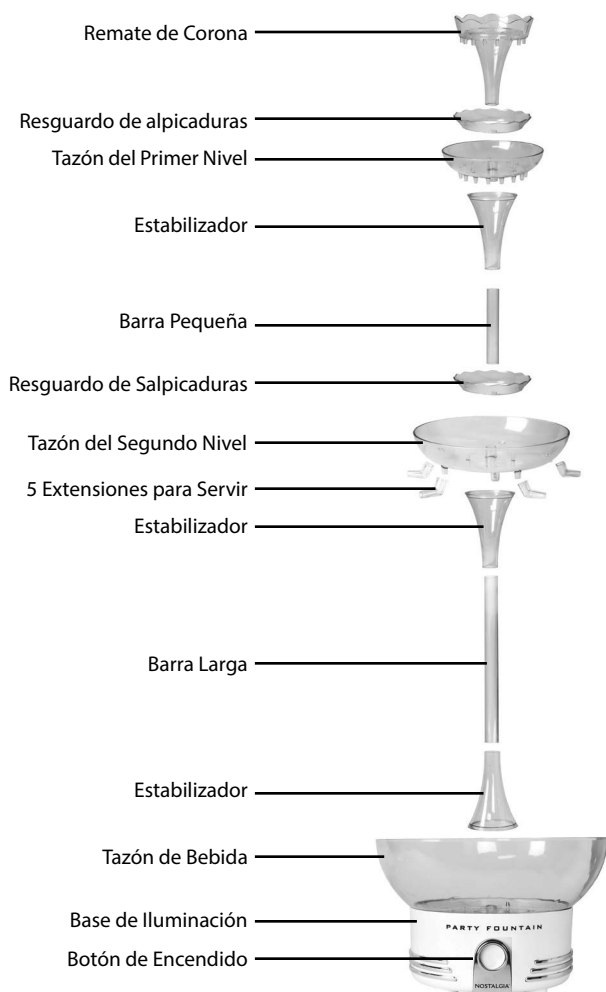 Remate de Corona
Resguardo de alpicaduras
Tazón del Primer Nivel
Estabilizador
Barra Pequeña
Resguardo de Salpicaduras
Tazón del Segundo Nivel
5 Extensiones para Servir
Estabilizador
Barra Larga
Estabilizador
Tazón de Bebida
Base de Iluminación
PARTY FOUNTAIN
Botón de Encendido
NOSTALGIA